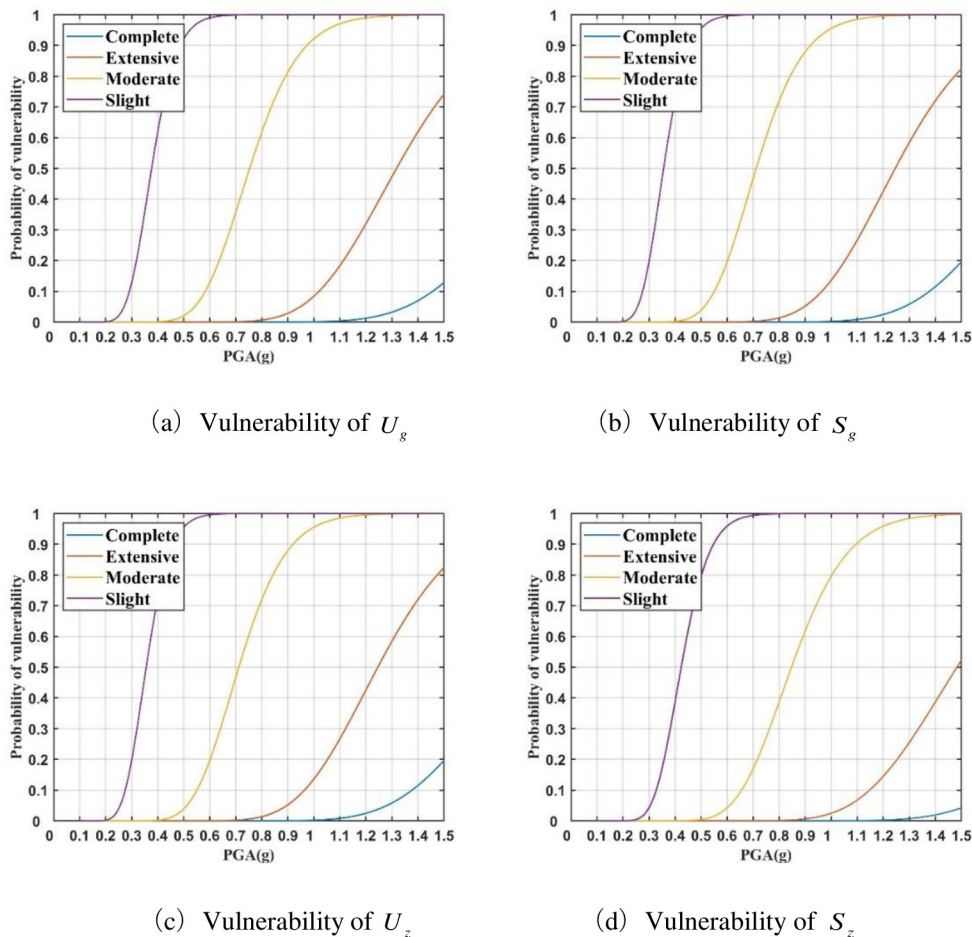 1
0.9
0.8
0.7
0.6
0.5
0.4
0.3
0.2
0.1
0
Probability of vulnerability
Complete
Extensive
Moderate
Slight
0 0.1 0.2 0.3 0.4 0.5 0.6 0.7 0.8 0.9 1 1.1 1.2 1.3 1.4 1.5
PGA(g)
(a) Vulnerability of U_g
1
0.9
0.8
0.7
0.6
0.5
0.4
0.3
0.2
0.1
0
Probability of vulnerability
Complete
Extensive
Moderate
Slight
0 0.1 0.2 0.3 0.4 0.5 0.6 0.7 0.8 0.9 1 1.1 1.2 1.3 1.4 1.5
PGA(g)
(b) Vulnerability of S_g
1
0.9
0.8
0.7
0.6
0.5
0.4
0.3
0.2
0.1
0
Probability of vulnerability
Complete
Extensive
Moderate
Slight
0 0.1 0.2 0.3 0.4 0.5 0.6 0.7 0.8 0.9 1 1.1 1.2 1.3 1.4 1.5
PGA(g)
(c) Vulnerability of U_z
1
0.9
0.8
0.7
0.6
0.5
0.4
0.3
0.2
0.1
0
Probability of vulnerability
Complete
Extensive
Moderate
Slight
0 0.1 0.2 0.3 0.4 0.5 0.6 0.7 0.8 0.9 1 1.1 1.2 1.3 1.4 1.5
PGA(g)
(d) Vulnerability of S_z